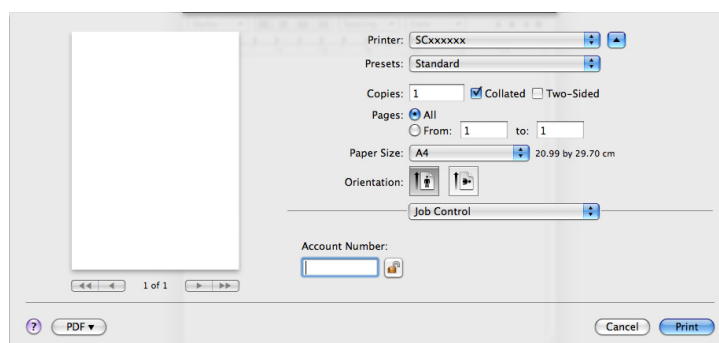 Printer: SCxxxxxx
Presets: Standard
Copies: 1 Collated Two-Sided
Pages: All
From: 1 to: 1
Paper Size: A4 20.99 by 29.70 cm
Orientation:
Job Control
Account Number:
1 of 1
? PDF▼ Cancel Print